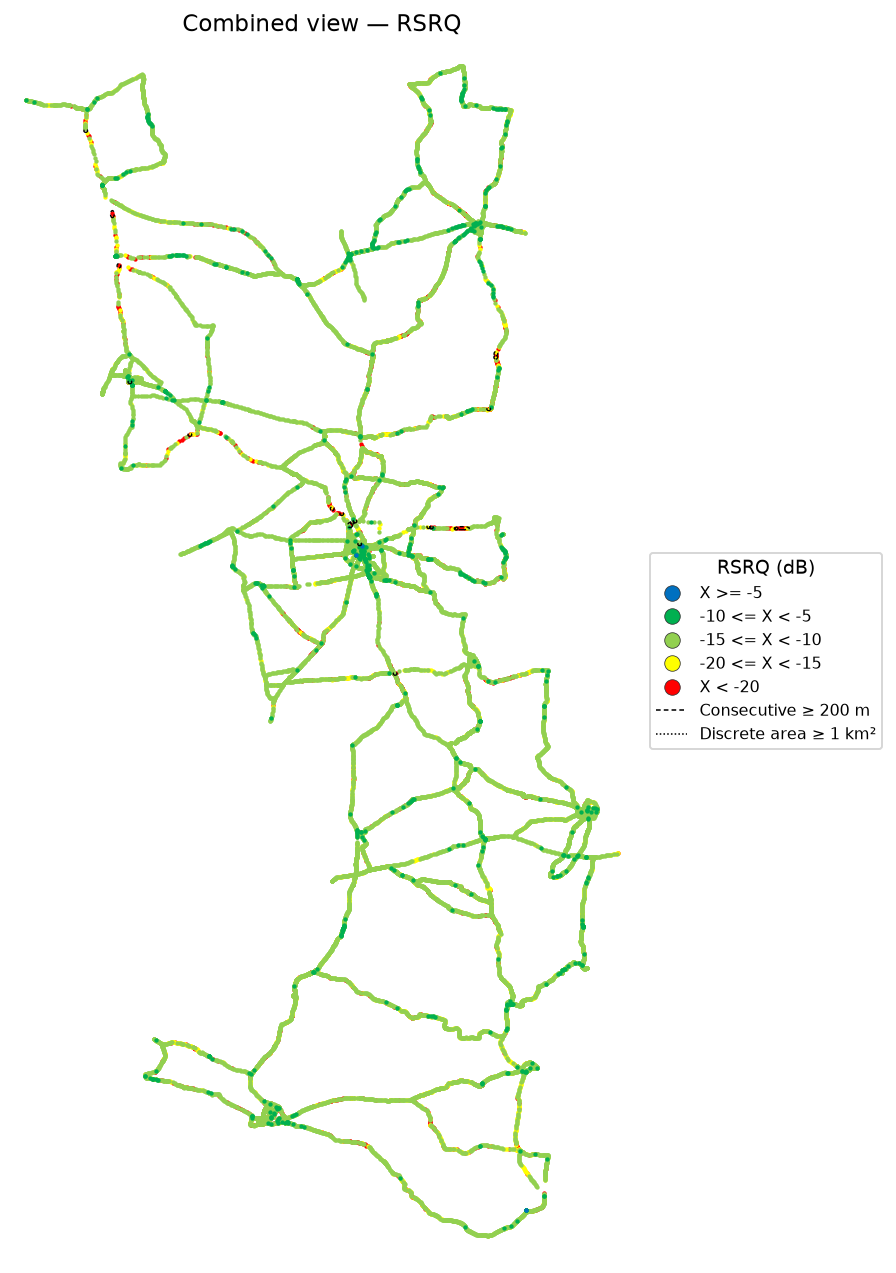 Combined view — RSRQ
RSRQ (dB)
X >= -5
-10 <= X < -5
-15 <= X < -10
-20 <= X < -15
X < -20
Consecutive ≥ 200 m
Discrete area ≥ 1 km²